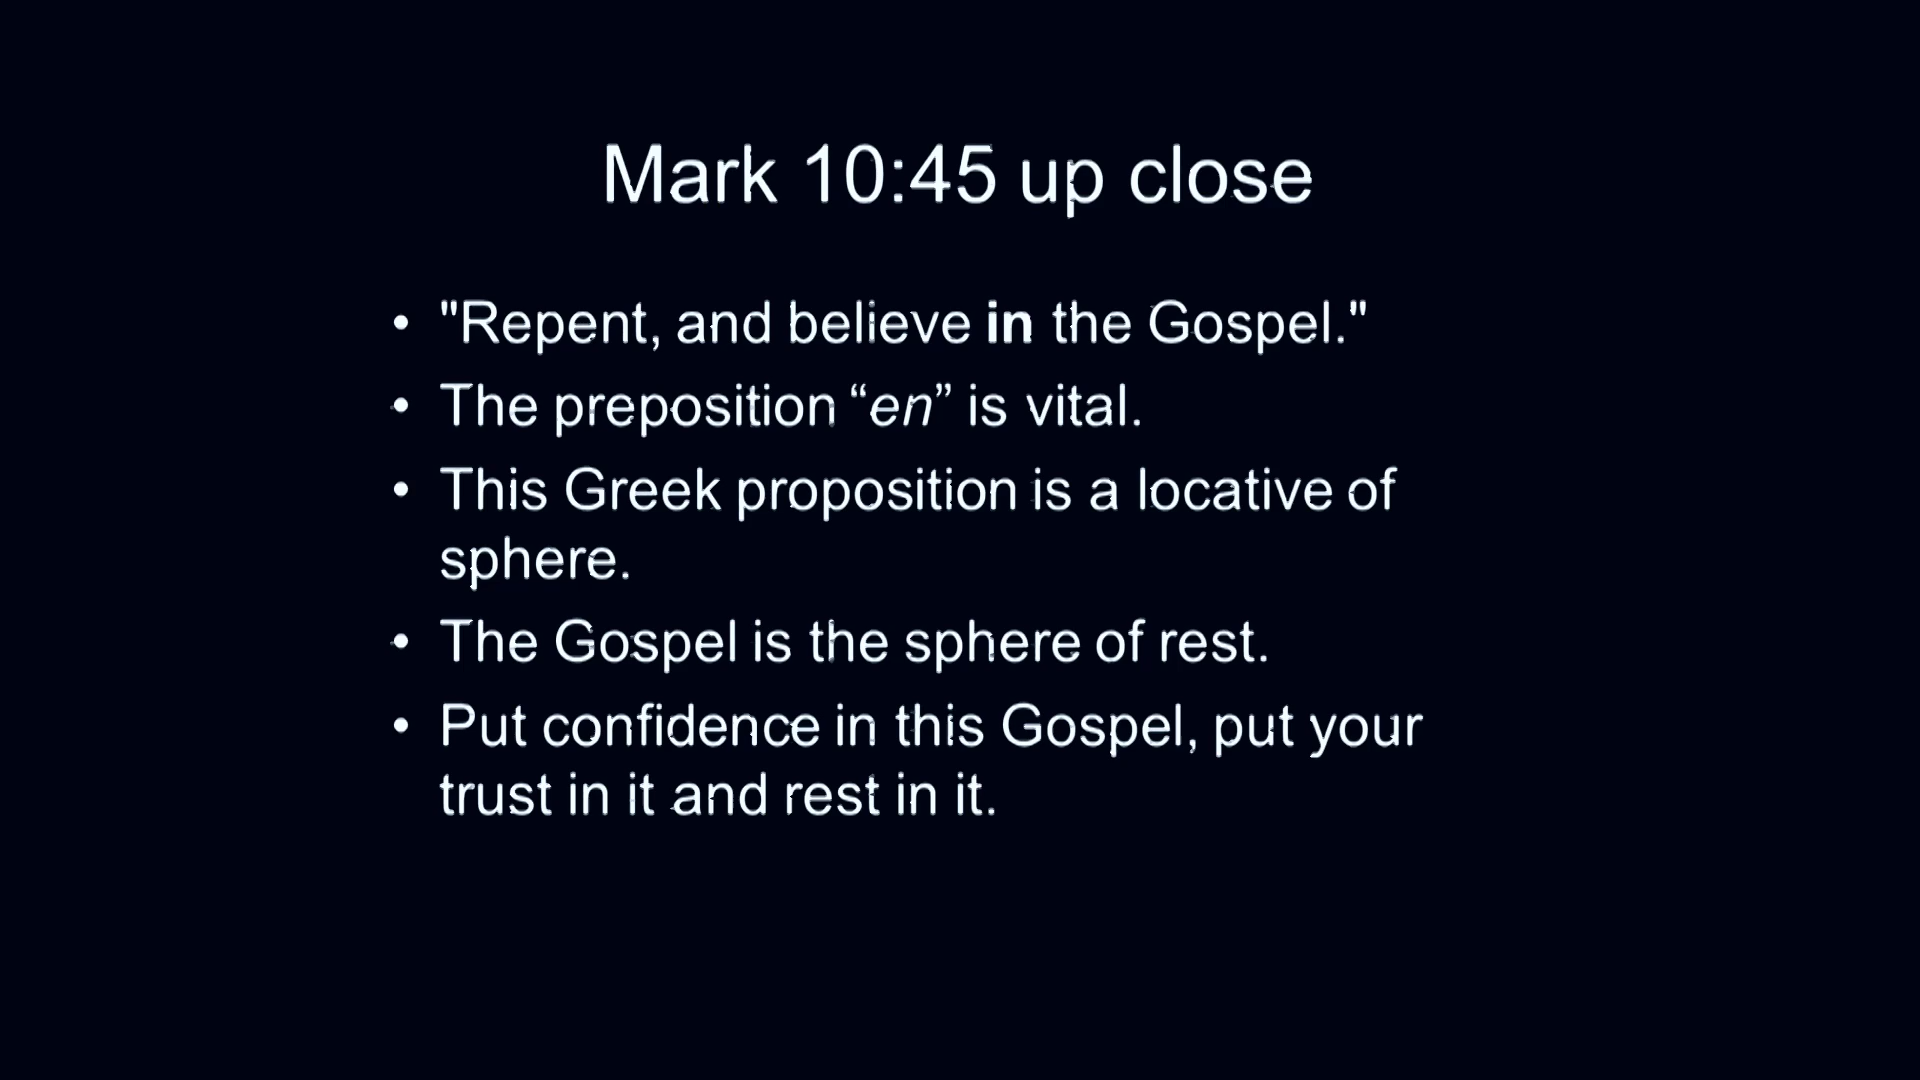 Mark 10:45 up close
• "Repent, and believe in the Gospel."
• The preposition “en” is vital.
• This Greek proposition is a locative of
sphere.
• The Gospel is the sphere of rest.
• Put confidence in this Gospel, put your
trust in it and rest in it.